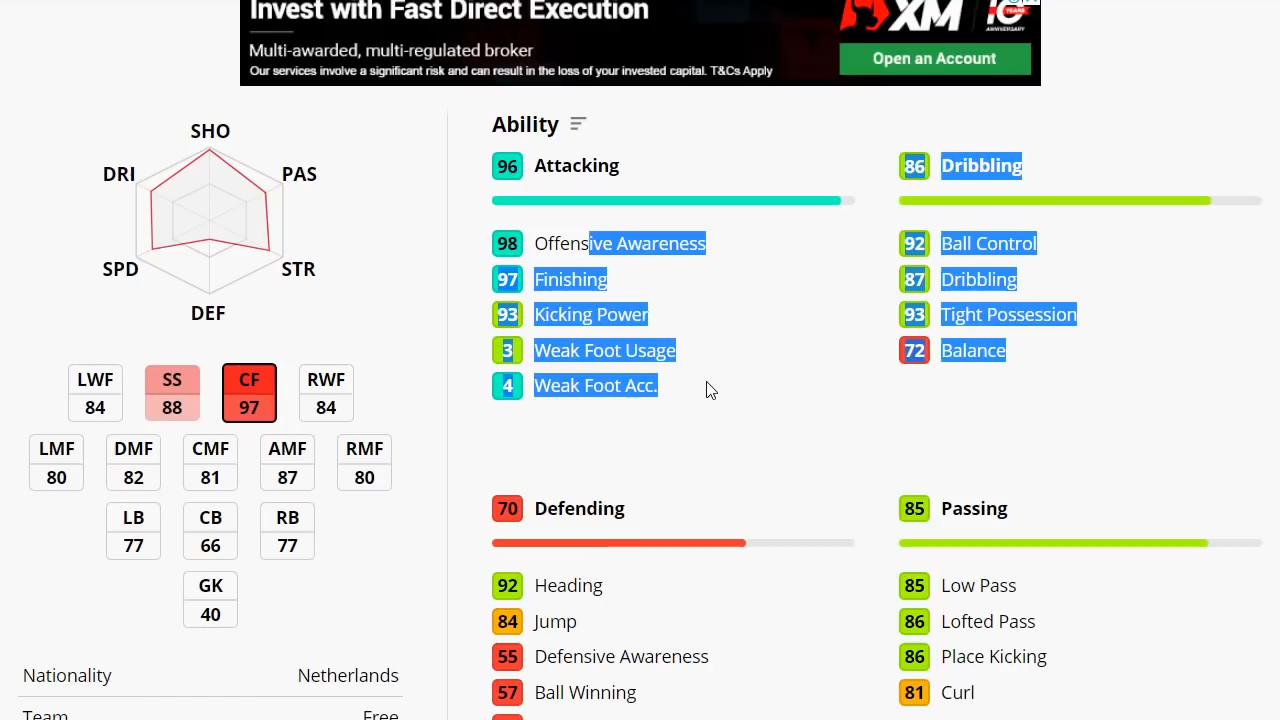 Invest with Fast Direct Execution
Multi-awarded, multi-regulated broker
Our services involve a significant risk and can result in the loss of your invested capital. T&Cs Apply
XM
10
YEARS
ANNIVERSARY
Open an Account
SHO
DRI
PAS
SPD
STR
DEF
LWF
84
SS
88
CF
97
RWF
84
LMF
80
DMF
82
CMF
81
AMF
87
RMF
80
LB
77
CB
66
RB
77
GK
40
Nationality Netherlands
Team Free
Ability
96 Attacking
98 Offensive Awareness
97 Finishing
93 Kicking Power
3 Weak Foot Usage
4 Weak Foot Acc.
86 Dribbling
92 Ball Control
87 Dribbling
93 Tight Possession
72 Balance
70 Defending
92 Heading
84 Jump
55 Defensive Awareness
57 Ball Winning
85 Passing
85 Low Pass
86 Lofted Pass
86 Place Kicking
81 Curl